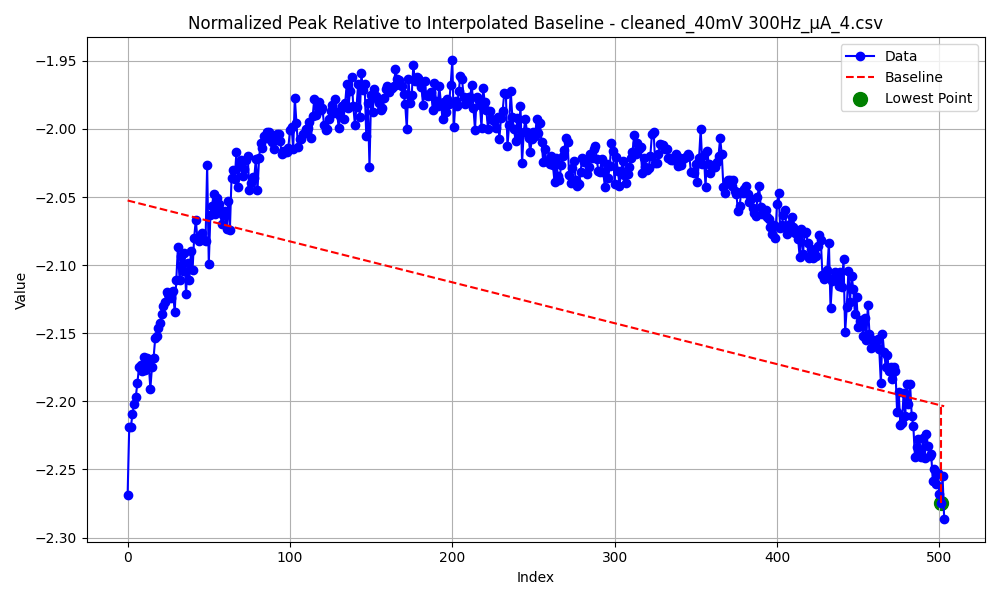 Normalized Peak Relative to Interpolated Baseline - cleaned_40mV 300Hz_µA_4.csv
Data
Baseline
Lowest Point
Value
−1.95
−2.00
−2.05
−2.10
−2.15
−2.20
−2.25
−2.30
0
100
200
300
400
500
Index